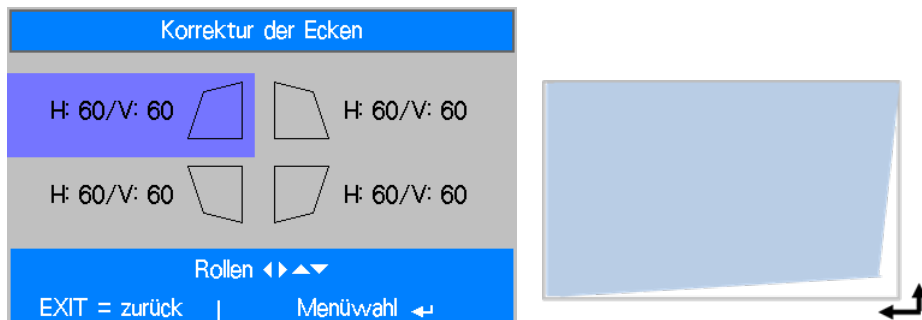 Korrektur der Ecken
H: 60/V: 60 H: 60/V: 60
H: 60/V: 60 H: 60/V: 60
Rollen
EXIT = zurück | Menüwahl